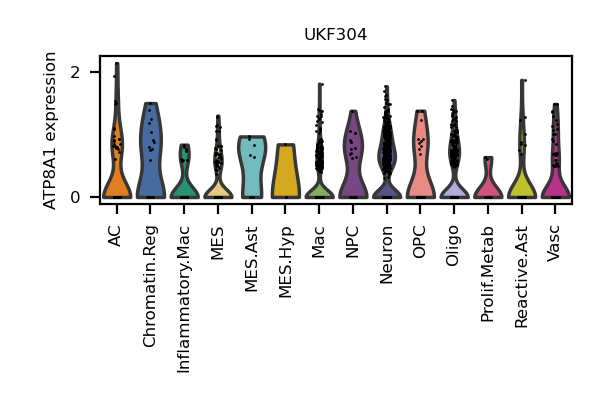 UKF304
ATP8A1 expression
2
0
AC
Chromatin.Reg
Inflammatory.Mac
MES
MES.Ast
MES.Hyp
Mac
NPC
Neuron
OPC
Oligo
Prolif.Metab
Reactive.Ast
Vasc